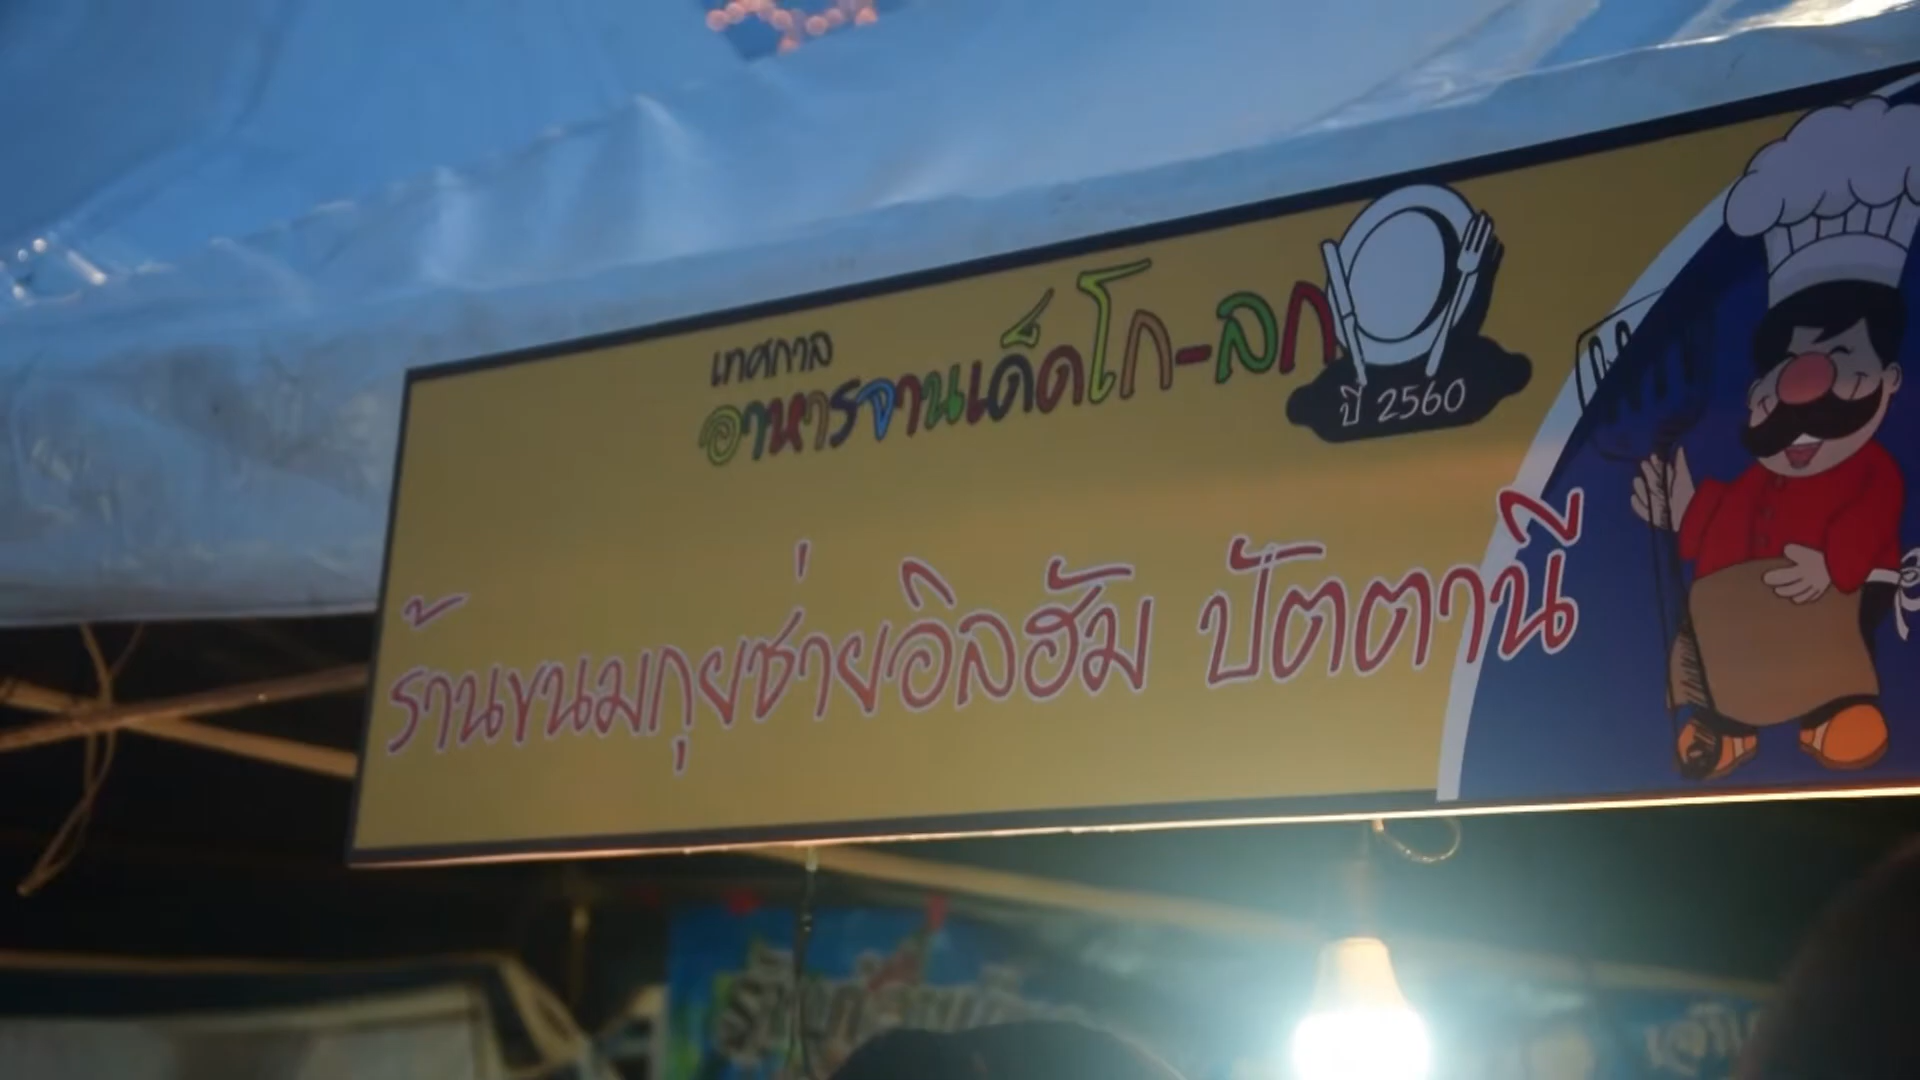 เทศกาล
อาหารจานเด็ดโก-ลก
ปี 2560
ร้านขนมกุยช่ายอิลฮัม ปัตตานี